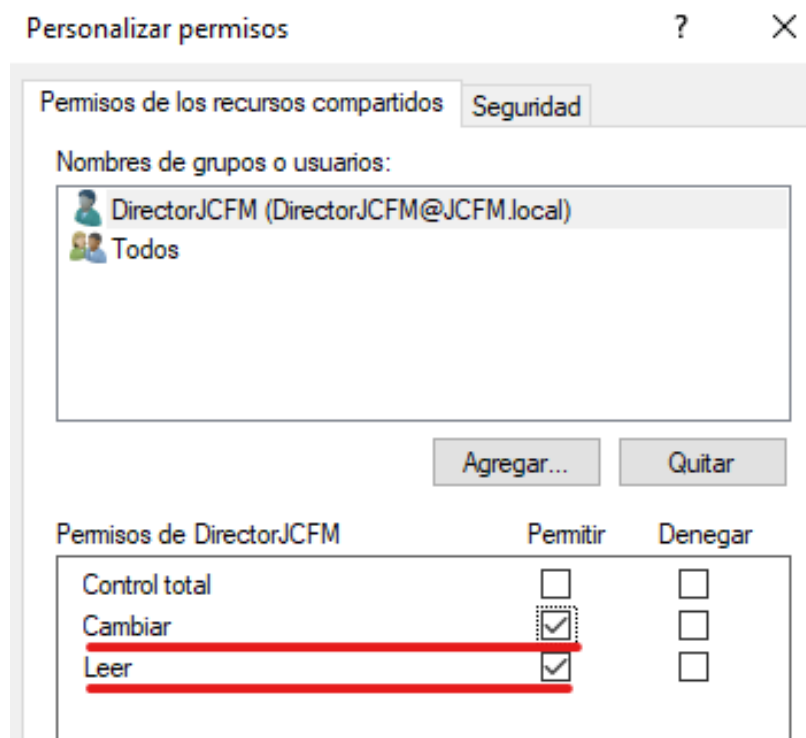 Personalizar permisos ?
Permisos de los recursos compartidos Seguridad
Nombres de grupos o usuarios:
DirectorJCFM (DirectorJCFM@JCFM.local)
Todos
Agregar... Quitar
Permisos de DirectorJCFM Permitir Denegar
Control total
Cambiar
Leer